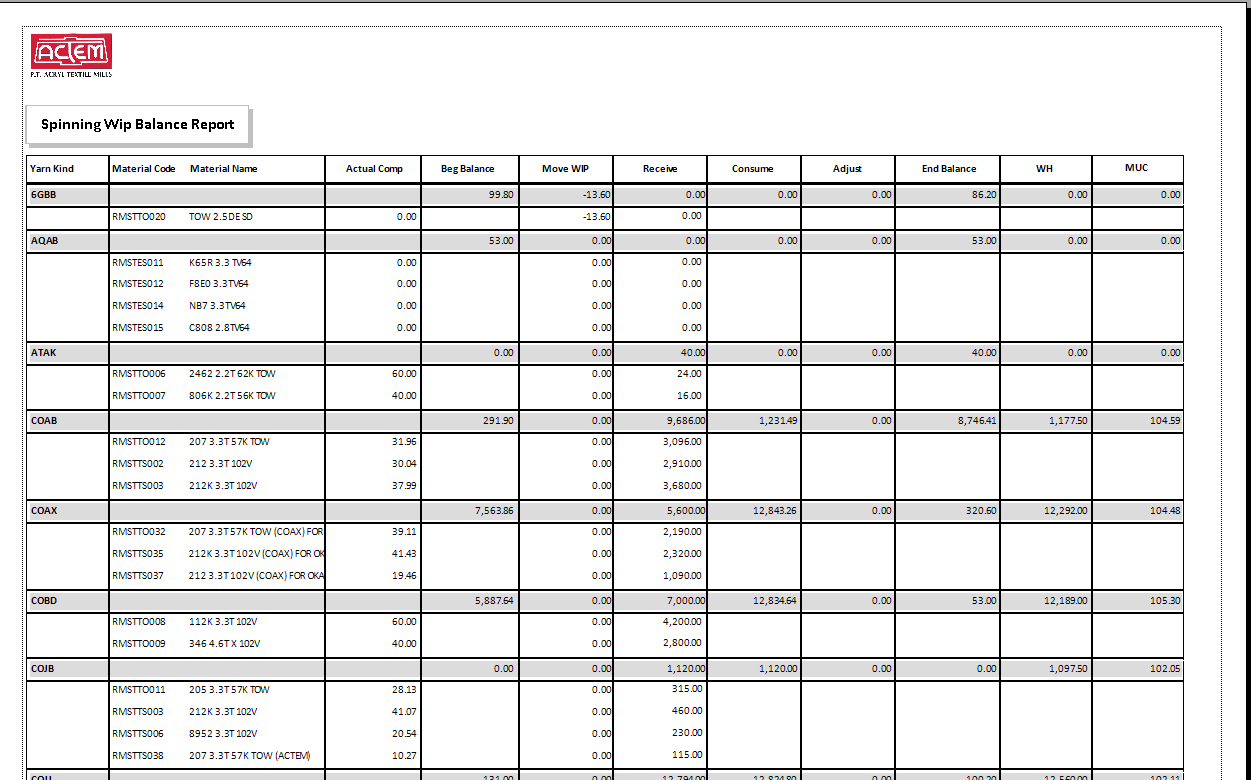 ACTEM
P.T. ACRYL TEXTILE MILLS
Spinning Wip Balance Report
Yarn Kind Material Code Material Name Actual Comp Beg Balance Move WIP Receive Consume Adjust End Balance WH MUC
6GBB 99.80 -13.60 0.00 0.00 0.00 86.20 0.00 0.00
RMSTTO020 TOW 2.5DE SD 0.00 -13.60 0.00
AQAB 53.00 0.00 0.00 0.00 0.00 53.00 0.00 0.00
RMSTES011 K65R 3.3 TV64 0.00 0.00 0.00
RMSTES012 F8E0 3.3TV64 0.00 0.00 0.00
RMSTES014 NB7 3.3TV64 0.00 0.00 0.00
RMSTES015 C808 2.8TV64 0.00 0.00 0.00
ATAK 0.00 0.00 40.00 0.00 0.00 40.00 0.00 0.00
RMSTTO006 2462 2.2T 62K TOW 60.00 0.00 24.00
RMSTTO007 806K 2.2T 56K TOW 40.00 0.00 16.00
COAB 291.90 0.00 9,686.00 1,231.49 0.00 8,746.41 1,177.50 104.59
RMSTTO012 207 3.3T 57K TOW 31.96 0.00 3,096.00
RMSTTS002 212 3.3T 102V 30.04 0.00 2,910.00
RMSTTS003 212K 3.3T 102V 37.99 0.00 3,680.00
COAX 7,563.86 0.00 5,600.00 12,843.26 0.00 320.60 12,292.00 104.48
RMSTTO032 207 3.3T 57K TOW (COAX) FOR 39.11 0.00 2,190.00
RMSTTS035 212K 3.3T 102V (COAX) FOR OK 41.43 0.00 2,320.00
RMSTTS037 212 3.3T 102V (COAX) FOR OKA 19.46 0.00 1,090.00
COBD 5,887.64 0.00 7,000.00 12,834.64 0.00 53.00 12,189.00 105.30
RMSTTO008 112K 3.3T 102V 60.00 0.00 4,200.00
RMSTTO009 346 4.6T X 102V 40.00 0.00 2,800.00
COJB 0.00 0.00 1,120.00 1,120.00 0.00 0.00 1,097.50 102.05
RMSTTO011 205 3.3T 57K TOW 28.13 0.00 315.00
RMSTTS003 212K 3.3T 102V 41.07 0.00 460.00
RMSTTS006 8952 3.3T 102V 20.54 0.00 230.00
RMSTTS038 207 3.3T 57K TOW (ACTEM) 10.27 0.00 115.00
131.00 0.00 12,794.00 12,824.80 0.00 100.20 12,560.00 102.11